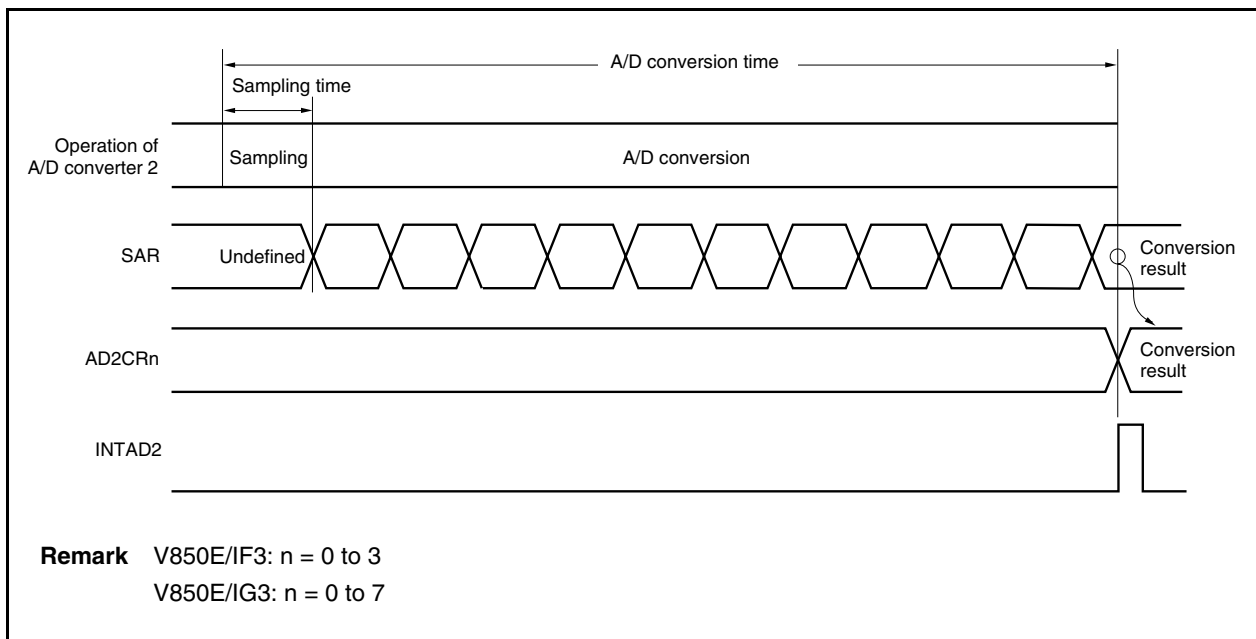 A/D conversion time
Sampling time
Operation of
A/D converter 2
Sampling
A/D conversion
SAR
Undefined
Conversion
result
AD2CRn
Conversion
result
INTAD2
Remark V850E/IF3: n = 0 to 3
V850E/IG3: n = 0 to 7